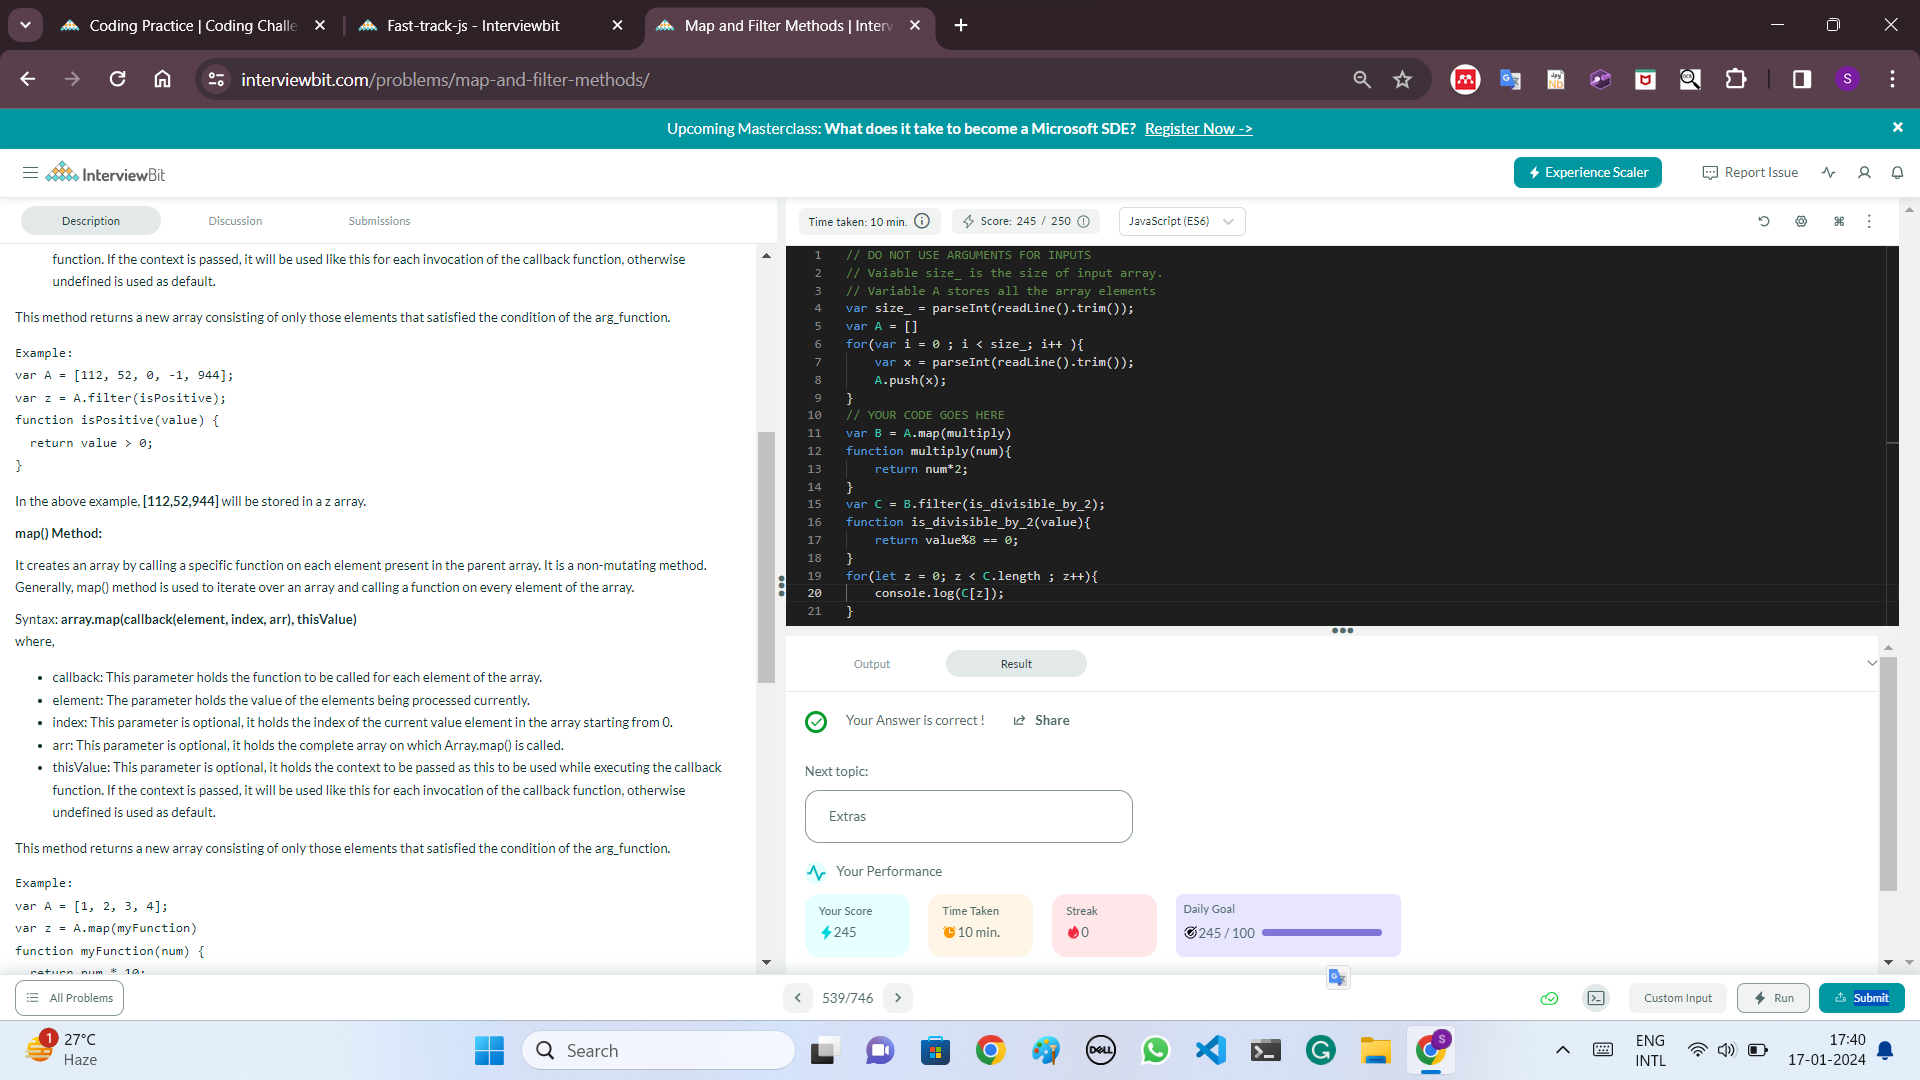 Coding Practice | Coding Challe
Fast-track-js - Interviewbit
Map and Filter Methods | Interv
interviewbit.com/problems/map-and-filter-methods/
S
Upcoming Masterclass: What does it take to become a Microsoft SDE? Register Now ->
InterviewBit
Experience Scaler
Report Issue
Description
Discussion
Submissions
Time taken: 10 min.
Score: 245 / 250
JavaScript (ES6)
function. If the context is passed, it will be used like this for each invocation of the callback function, otherwise
undefined is used as default.
This method returns a new array consisting of only those elements that satisfied the condition of the arg_function.
Example:
var A = [112, 52, 0, -1, 944];
var z = A.filter(isPositive);
function isPositive(value) {
return value > 0;
}
In the above example, [112,52,944] will be stored in a z array.
map() Method:
It creates an array by calling a specific function on each element present in the parent array. It is a non-mutating method.
Generally, map() method is used to iterate over an array and calling a function on every element of the array.
Syntax: array.map(callback(element, index, arr), thisValue)
where,
• callback: This parameter holds the function to be called for each element of the array.
• element: The parameter holds the value of the elements being processed currently.
• index: This parameter is optional, it holds the index of the current value element in the array starting from 0.
• arr: This parameter is optional, it holds the complete array on which Array.map() is called.
• thisValue: This parameter is optional, it holds the context to be passed as this to be used while executing the callback
function. If the context is passed, it will be used like this for each invocation of the callback function, otherwise
undefined is used as default.
This method returns a new array consisting of only those elements that satisfied the condition of the arg_function.
Example:
var A = [1, 2, 3, 4];
var z = A.map(myFunction)
function myFunction(num) {
return num * 10;
1 // DO NOT USE ARGUMENTS FOR INPUTS
2 // Vaiable size_ is the size of input array.
3 // Variable A stores all the array elements
4 var size_ = parseInt(readLine().trim());
5 var A = []
6 for(var i = 0 ; i < size_; i++ ){
7 var x = parseInt(readLine().trim());
8 A.push(x);
9 }
10 // YOUR CODE GOES HERE
11 var B = A.map(multiply)
12 function multiply(num){
13 return num*2;
14 }
15 var C = B.filter(is_divisible_by_2);
16 function is_divisible_by_2(value){
17 return value%8 == 0;
18 }
19 for(let z = 0; z < C.length ; z++){
20 console.log(C[z]);
21 }
Output
Result
Your Answer is correct !
Share
Next topic:
Extras
Your Performance
Your Score
245
Time Taken
10 min.
Streak
0
Daily Goal
245 / 100
All Problems
539/746
Custom Input
Run
Submit
1
27°C
Haze
Search
DELL
S
ENG
INTL
17:40
17-01-2024